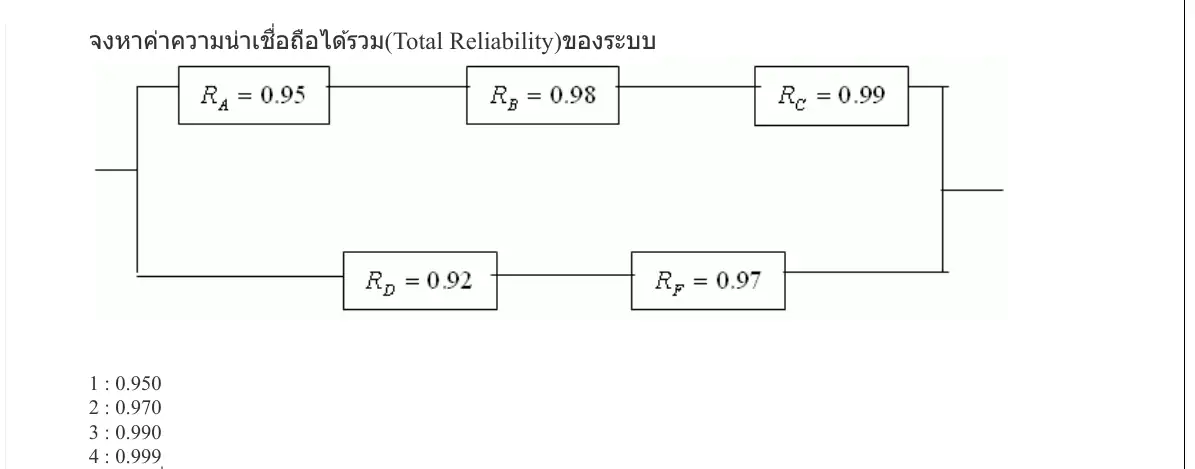 จงหาค่าความน่าเชื่อถือได้รวม(Total Reliability)ของระบบ
R_A = 0.95
R_B = 0.98
R_C = 0.99
R_D = 0.92
R_F = 0.97
1 : 0.950
2 : 0.970
3 : 0.990
4 : 0.999